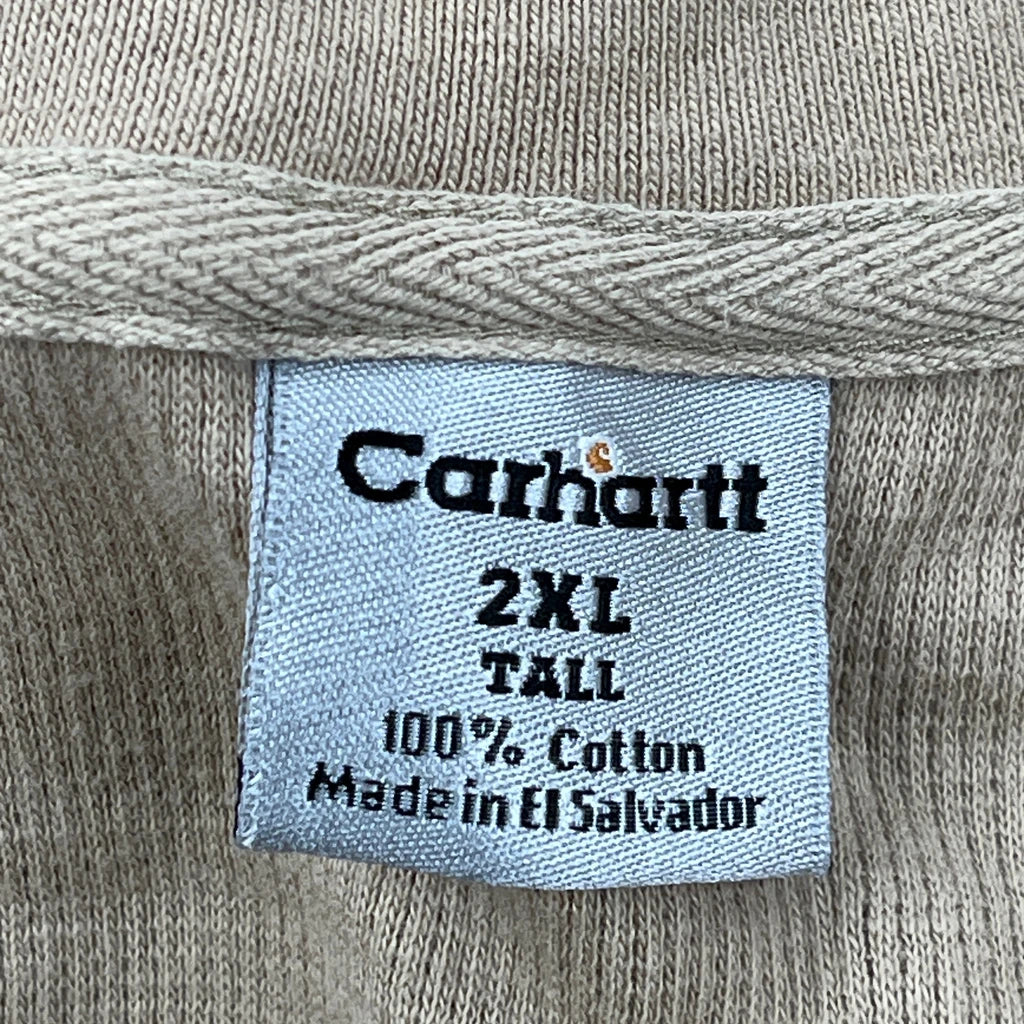 Carhartt
2XL
TALL
100% Cotton
Made in El Salvador